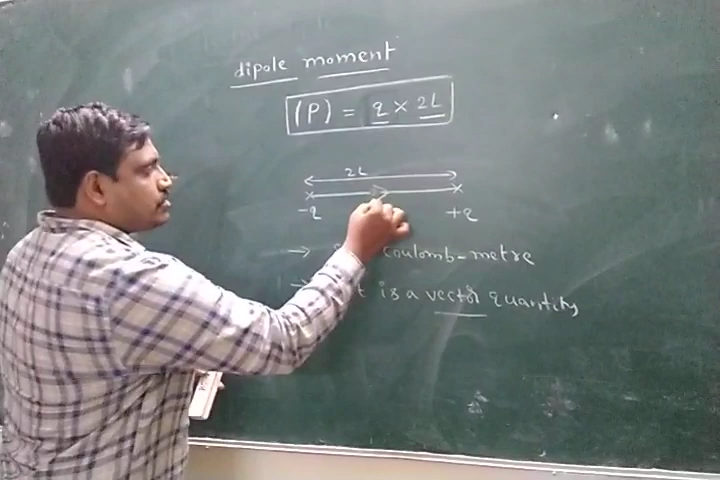 dipole moment
(P) = q × 2L
2L
-q +q
→ coulomb-metre
→ is a vector quantity